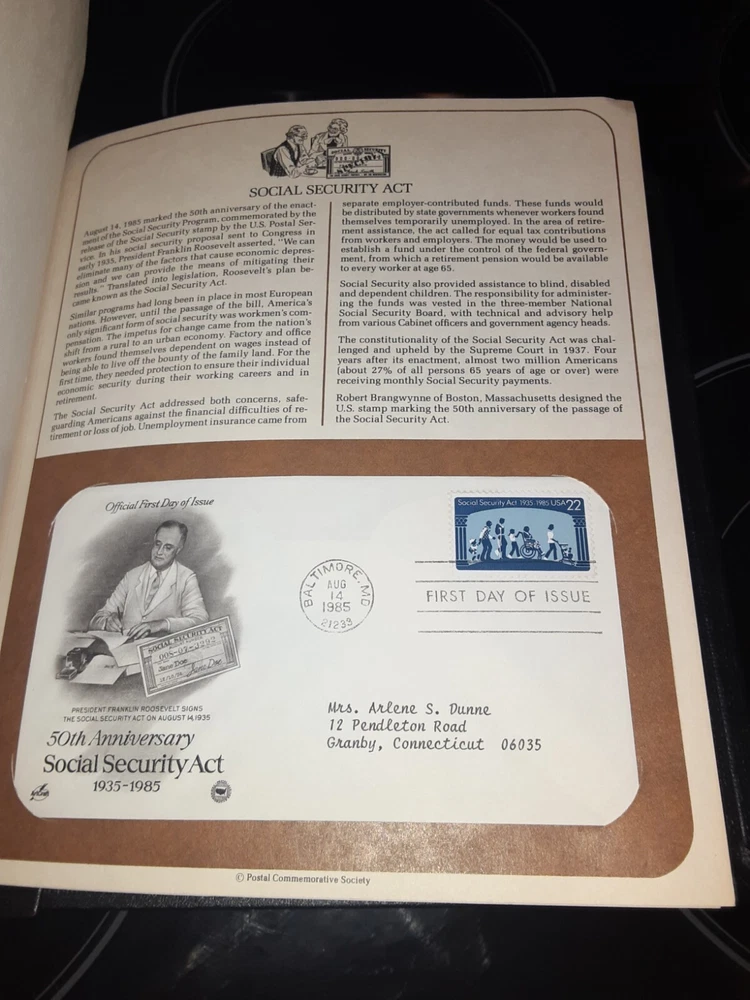 SOCIAL SECURITY ACT
August 14, 1985 marked the 50th anniversary of the enact-
ment of the Social Security Program, commemorated by the
release of the Social Security stamp by the U.S. Postal Ser-
vice. In his social security proposal sent to Congress in
early 1935, President Franklin Roosevelt asserted, "We can
eliminate many of the factors that cause economic depres-
sion and we can provide the means of mitigating their
results." Translated into legislation, Roosevelt's plan be-
came known as the Social Security Act.
Similar programs had long been in place in most European
nations. However, until the passage of the bill, America's
only significant form of social security was workmen's com-
pensation. The impetus for change came from the nation's
shift from a rural to an urban economy. Factory and office
workers found themselves dependent on wages instead of
being able to live off the bounty of the family land. For the
first time, they needed protection to ensure their individual
economic security during their working careers and in
retirement.
The Social Security Act addressed both concerns, safe-
guarding Americans against the financial difficulties of re-
tirement or loss of job. Unemployment insurance came from
separate employer-contributed funds. These funds would
be distributed by state governments whenever workers found
themselves temporarily unemployed. In the area of retire-
ment assistance, the act called for equal tax contributions
from workers and employers. The money would be used to
establish a fund under the control of the federal govern-
ment, from which a retirement pension would be available
to every worker at age 65.
Social Security also provided assistance to blind, disabled
and dependent children. The responsibility for administer-
ing the funds was vested in the three-member National
Social Security Board, with technical and advisory help
from various Cabinet officers and government agency heads.
The constitutionality of the Social Security Act was chal-
lenged and upheld by the Supreme Court in 1937. Four
years after its enactment, almost two million Americans
(about 27% of all persons 65 years of age or over) were
receiving monthly Social Security payments.
Robert Brangwynne of Boston, Massachusetts designed the
U.S. stamp marking the 50th anniversary of the passage of
the Social Security Act.
Official First Day of Issue
Social Security Act 1935-1985 USA 22
BALTIMORE, MD
AUG
14
1985
21233
FIRST DAY OF ISSUE
SOCIAL SECURITY ACT
Jane Doe
Jane Doe
PRESIDENT FRANKLIN ROOSEVELT SIGNS
THE SOCIAL SECURITY ACT ON AUGUST 14, 1935
50th Anniversary
Social Security Act
1935-1985
Mrs. Arlene S. Dunne
12 Pendleton Road
Granby, Connecticut 06035
© Postal Commemorative Society